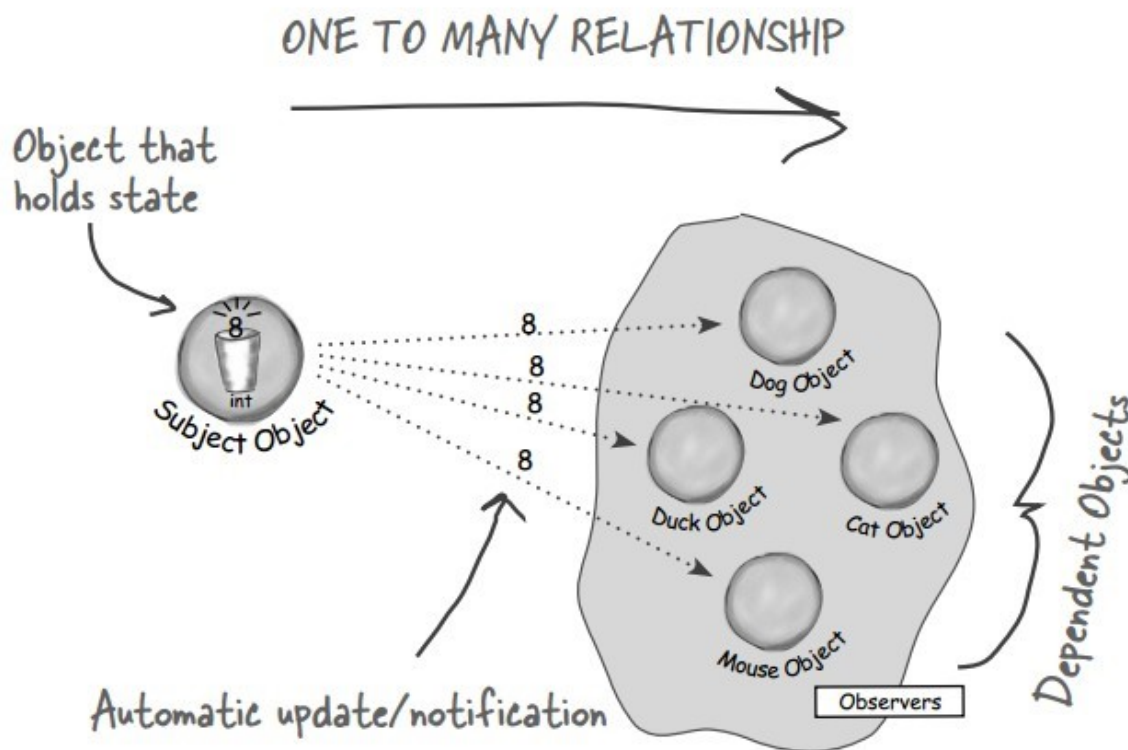 ONE TO MANY RELATIONSHIP
Object that
holds state
8
int
Subject Object
8
8
8
8
Dog Object
Duck Object
Cat Object
Mouse Object
Dependent Objects
Automatic update/notification
Observers